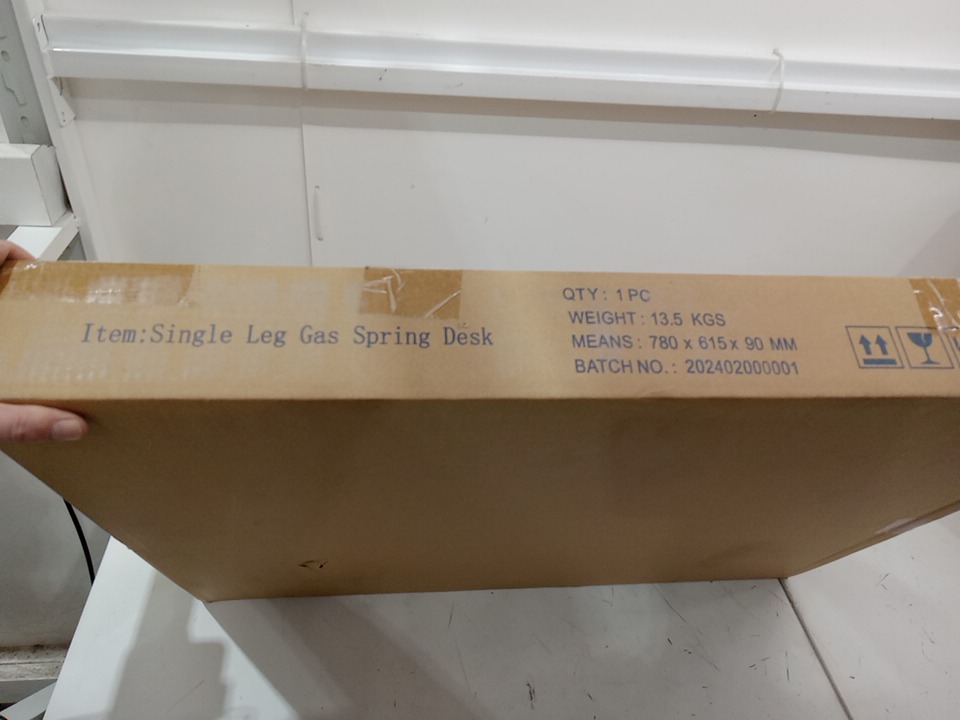 Item:Single Leg Gas Spring Desk
QTY: 1 PC
WEIGHT: 13.5 KGS
MEANS: 780 x 615 x 90 MM
BATCH NO.: 202402000001